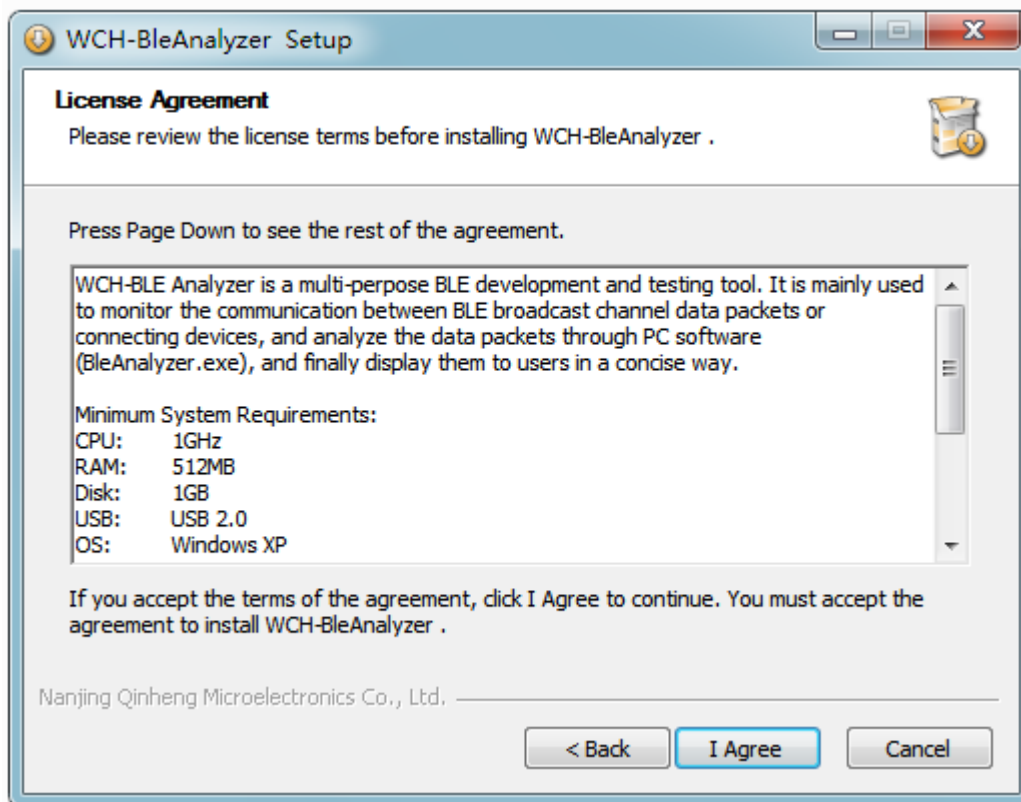 WCH-BleAnalyzer Setup
License Agreement
Please review the license terms before installing WCH-BleAnalyzer .
Press Page Down to see the rest of the agreement.
WCH-BLE Analyzer is a multi-perpose BLE development and testing tool. It is mainly used
to monitor the communication between BLE broadcast channel data packets or
connecting devices, and analyze the data packets through PC software
(BleAnalyzer.exe), and finally display them to users in a concise way.
Minimum System Requirements:
CPU: 1GHz
RAM: 512MB
Disk: 1GB
USB: USB 2.0
OS: Windows XP
If you accept the terms of the agreement, click I Agree to continue. You must accept the
agreement to install WCH-BleAnalyzer .
Nanjing Qinheng Microelectronics Co., Ltd.
< Back I Agree Cancel